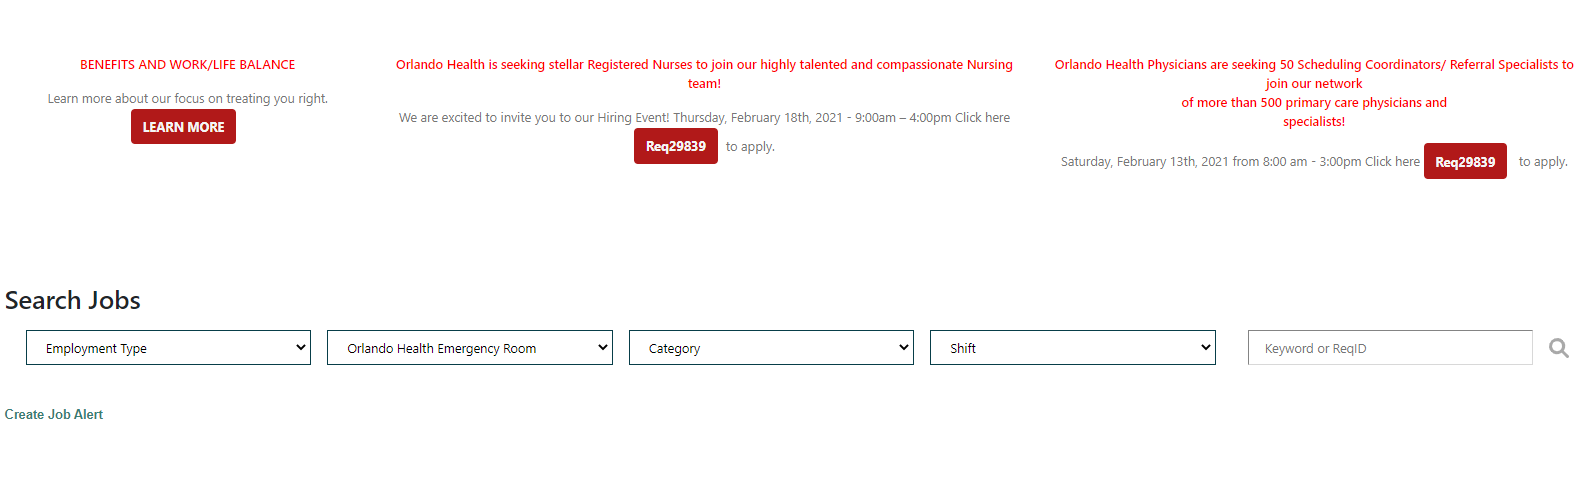 BENEFITS AND WORK/LIFE BALANCE
Learn more about our focus on treating you right.
LEARN MORE
Orlando Health is seeking stellar Registered Nurses to join our highly talented and compassionate Nursing
team!
We are excited to invite you to our Hiring Event! Thursday, February 18th, 2021 - 9:00am – 4:00pm Click here
Req29839 to apply.
Orlando Health Physicians are seeking 50 Scheduling Coordinators/ Referral Specialists to
join our network
of more than 500 primary care physicians and
specialists!
Saturday, February 13th, 2021 from 8:00 am - 3:00pm Click here Req29839 to apply.
Search Jobs
Employment Type Orlando Health Emergency Room Category Shift Keyword or ReqID
Create Job Alert